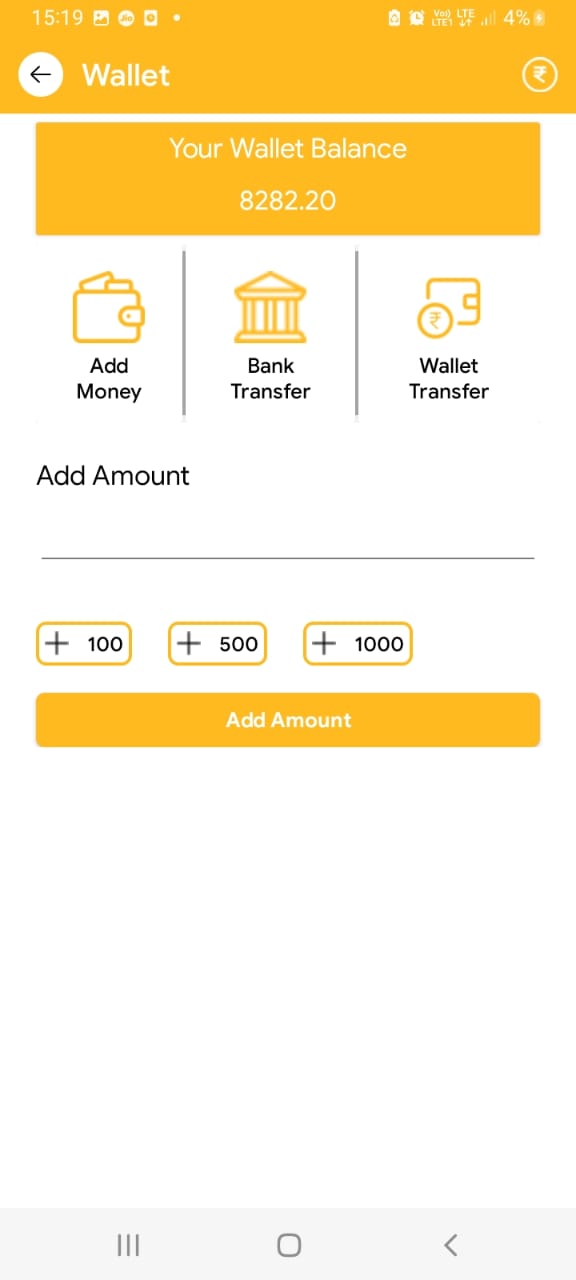 15:19
Jio
Vo)) LTE
LTE1
4%
Wallet
₹
Your Wallet Balance
8282.20
₹
Add
Money
Bank
Transfer
Wallet
Transfer
Add Amount
+ 100
+ 500
+ 1000
Add Amount